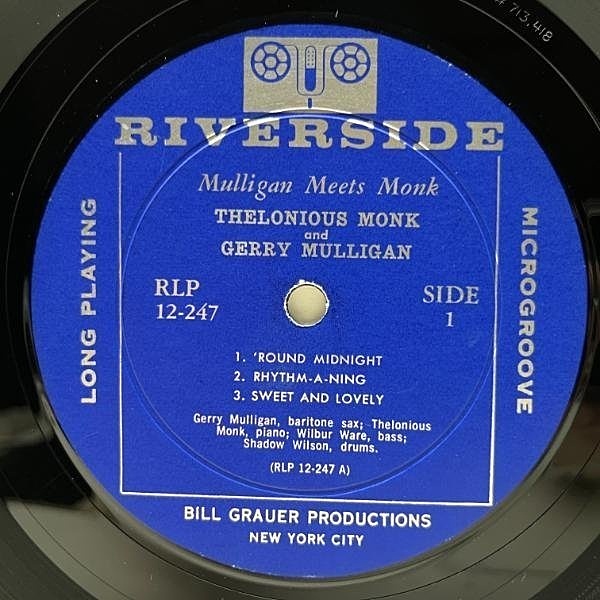 # 713,418
RIVERSIDE
Mulligan Meets Monk
THELONIOUS MONK
and
GERRY MULLIGAN
LONG PLAYING
MICROGROOVE
RLP
12-247
SIDE
1
1. 'ROUND MIDNIGHT
2. RHYTHM-A-NING
3. SWEET AND LOVELY
Gerry Mulligan, baritone sax; Thelonious
Monk, piano; Wilbur Ware, bass;
Shadow Wilson, drums.
(RLP 12-247 A)
BILL GRAUER PRODUCTIONS
NEW YORK CITY